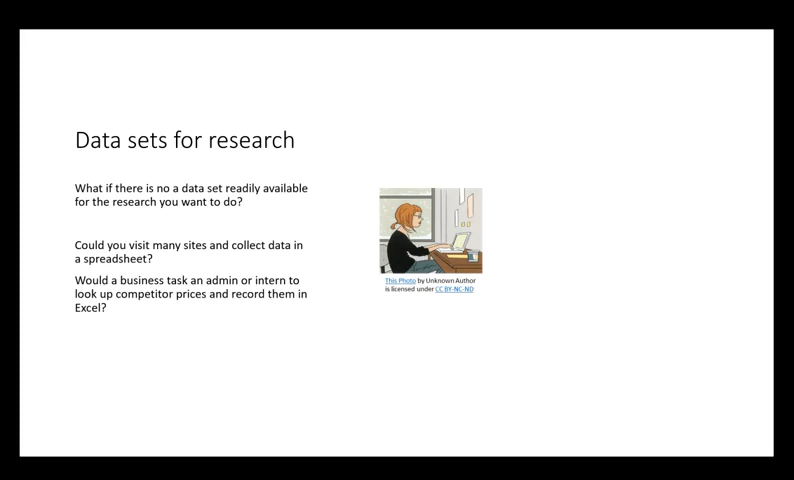 Data sets for research
What if there is no a data set readily available
for the research you want to do?
Could you visit many sites and collect data in
a spreadsheet?
Would a business task an admin or intern to
look up competitor prices and record them in
Excel?
This Photo by Unknown Author
is licensed under CC BY-NC-ND